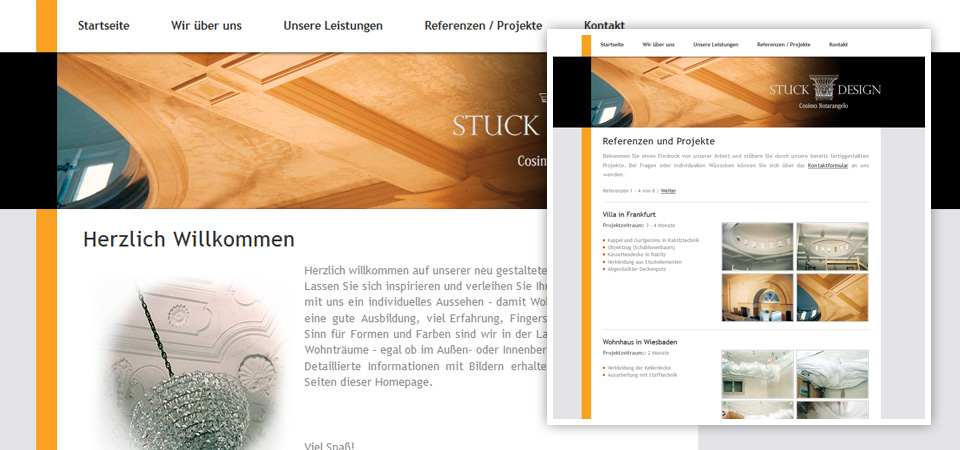 Startseite Wir über uns Unsere Leistungen Referenzen / Projekte Kontakt
STUCK
Cosim
Herzlich Willkommen
Herzlich willkommen auf unserer neu gestaltete
Lassen Sie sich inspirieren und verleihen Sie Ihr
mit uns ein individuelles Aussehen - damit Wol
eine gute Ausbildung, viel Erfahrung, Fingers
Sinn für Formen und Farben sind wir in der La
Wohnträume - egal ob im Außen- oder Innenber
Detaillierte Informationen mit Bildern erhalte
Seiten dieser Homepage.
Viel Spaß!
Startseite Wir über uns Unsere Leistungen Referenzen / Projekte Kontakt
STUCK DESIGN
Cosimo Notarangelo
Referenzen und Projekte
Bekommen Sie einen Eindruck von unserer Arbeit und stöbern Sie durch unsere bereits fertiggestellten
Projekte. Bei Fragen oder individuellen Wünschen können Sie sich über das Kontaktformular an uns
wenden.
Referenzen 1 - 4 von 8 / Weiter
Villa in Frankfurt
Projektzeitraum: 3 - 4 Monate
Kuppel und Gurtgesims in Rabitztechnik
Objektzug (Schablonenbaum)
Kassettendecke in Rabitz
Verkleidung aus Stuckelementen
Abgestuckter Deckenputz
Wohnhaus in Wiesbaden
Projektzeitraum:: 2 Monate
Verkleidung der Kellerdecke
Ausarbeitung mit Stafftechnik